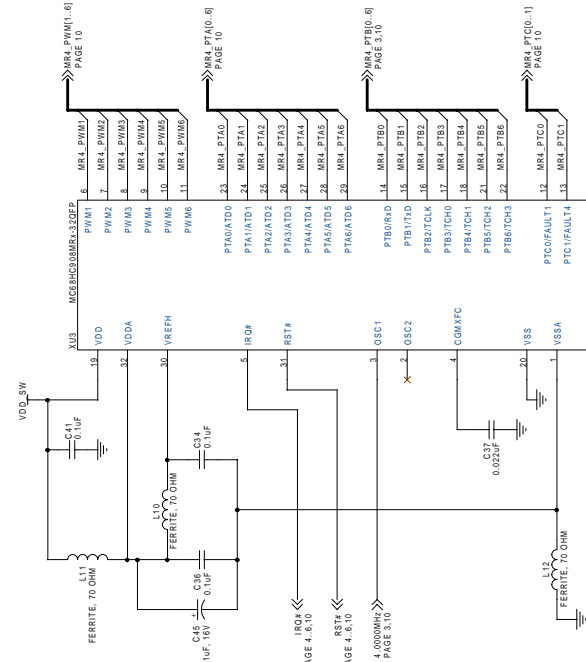 MR4_PWM[1..6]
PAGE 10
MR4_PTA[0..6]
PAGE 10
MR4_PTB[0..6]
PAGE 3,10
MR4_PTC[0..1]
PAGE 10
MR4_PWM1
MR4_PWM2
MR4_PWM3
MR4_PWM4
MR4_PWM5
MR4_PWM6
MR4_PTA0
MR4_PTA1
MR4_PTA2
MR4_PTA3
MR4_PTA4
MR4_PTA5
MR4_PTA6
MR4_PTB0
MR4_PTB1
MR4_PTB2
MR4_PTB3
MR4_PTB4
MR4_PTB5
MR4_PTB6
MR4_PTC0
MR4_PTC1
6
7
8
9
10
11
23
24
25
26
27
28
29
14
15
16
17
18
21
22
12
13
MC68HC908MRx-32QFP
PWM1
PWM2
PWM3
PWM4
PWM5
PWM6
PTA0/ATD0
PTA1/ATD1
PTA2/ATD2
PTA3/ATD3
PTA4/ATD4
PTA5/ATD5
PTA6/ATD6
PTB0/RxD
PTB1/TxD
PTB2/TCLK
PTB3/TCH0
PTB4/TCH1
PTB5/TCH2
PTB6/TCH3
PTC0/FAULT1
PTC1/FAULT4
XU3
VDD
VDDA
VREFH
IRQ#
RST#
OSC1
OSC2
CGMXFC
VSS
VSSA
19
32
30
5
31
3
2
4
20
1
VDD_SW
C41
0.1uF
C34
0.1uF
L10
FERRITE, 70 OHM
C37
0.022uF
L11
FERRITE, 70 OHM
C36
0.1uF
C45
+
1uF, 16V
L12
FERRITE, 70 OHM
IRQ#
AGE 4..6,10
RST#
AGE 4..6,10
4.0000MHz
PAGE 3,10